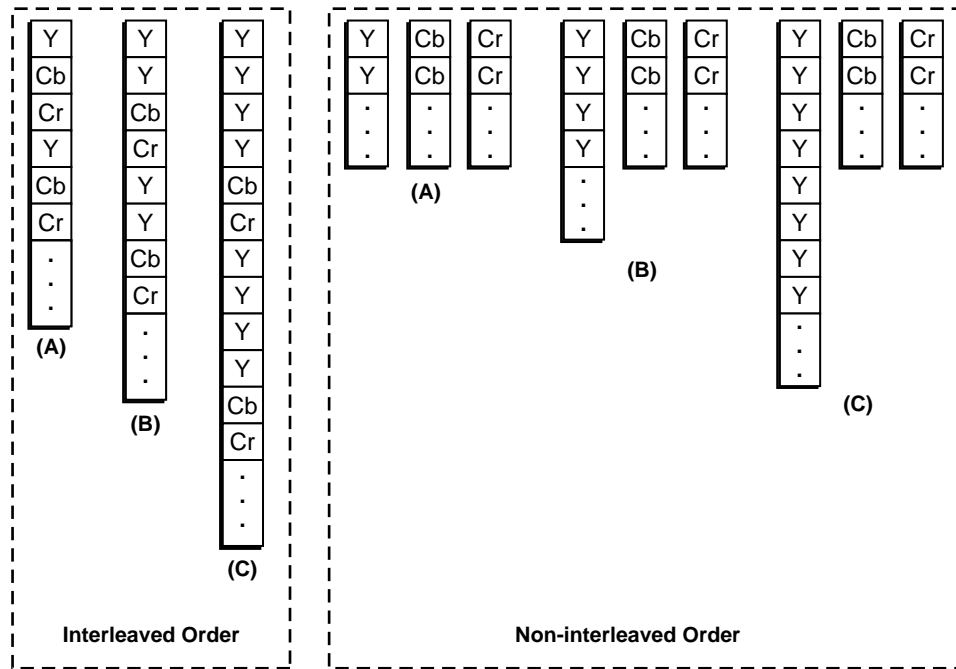 Y
Cb
Cr
Y
Cb
Cr
.
.
.
(A)
Y
Y
Cb
Cr
Y
Y
Cb
Cr
.
.
.
(B)
Y
Y
Y
Y
Cb
Cr
Y
Y
Y
Y
Cb
Cr
.
.
.
(C)
Interleaved Order
Y Cb Cr
Y Cb Cr
. . .
. . .
. . .
(A)
Y Cb Cr
Y Cb Cr
Y . .
Y . .
. .
.
.
.
(B)
Y Cb Cr
Y Cb Cr
Y . .
Y . .
Y . .
Y
Y
Y
.
.
.
(C)
Non-interleaved Order